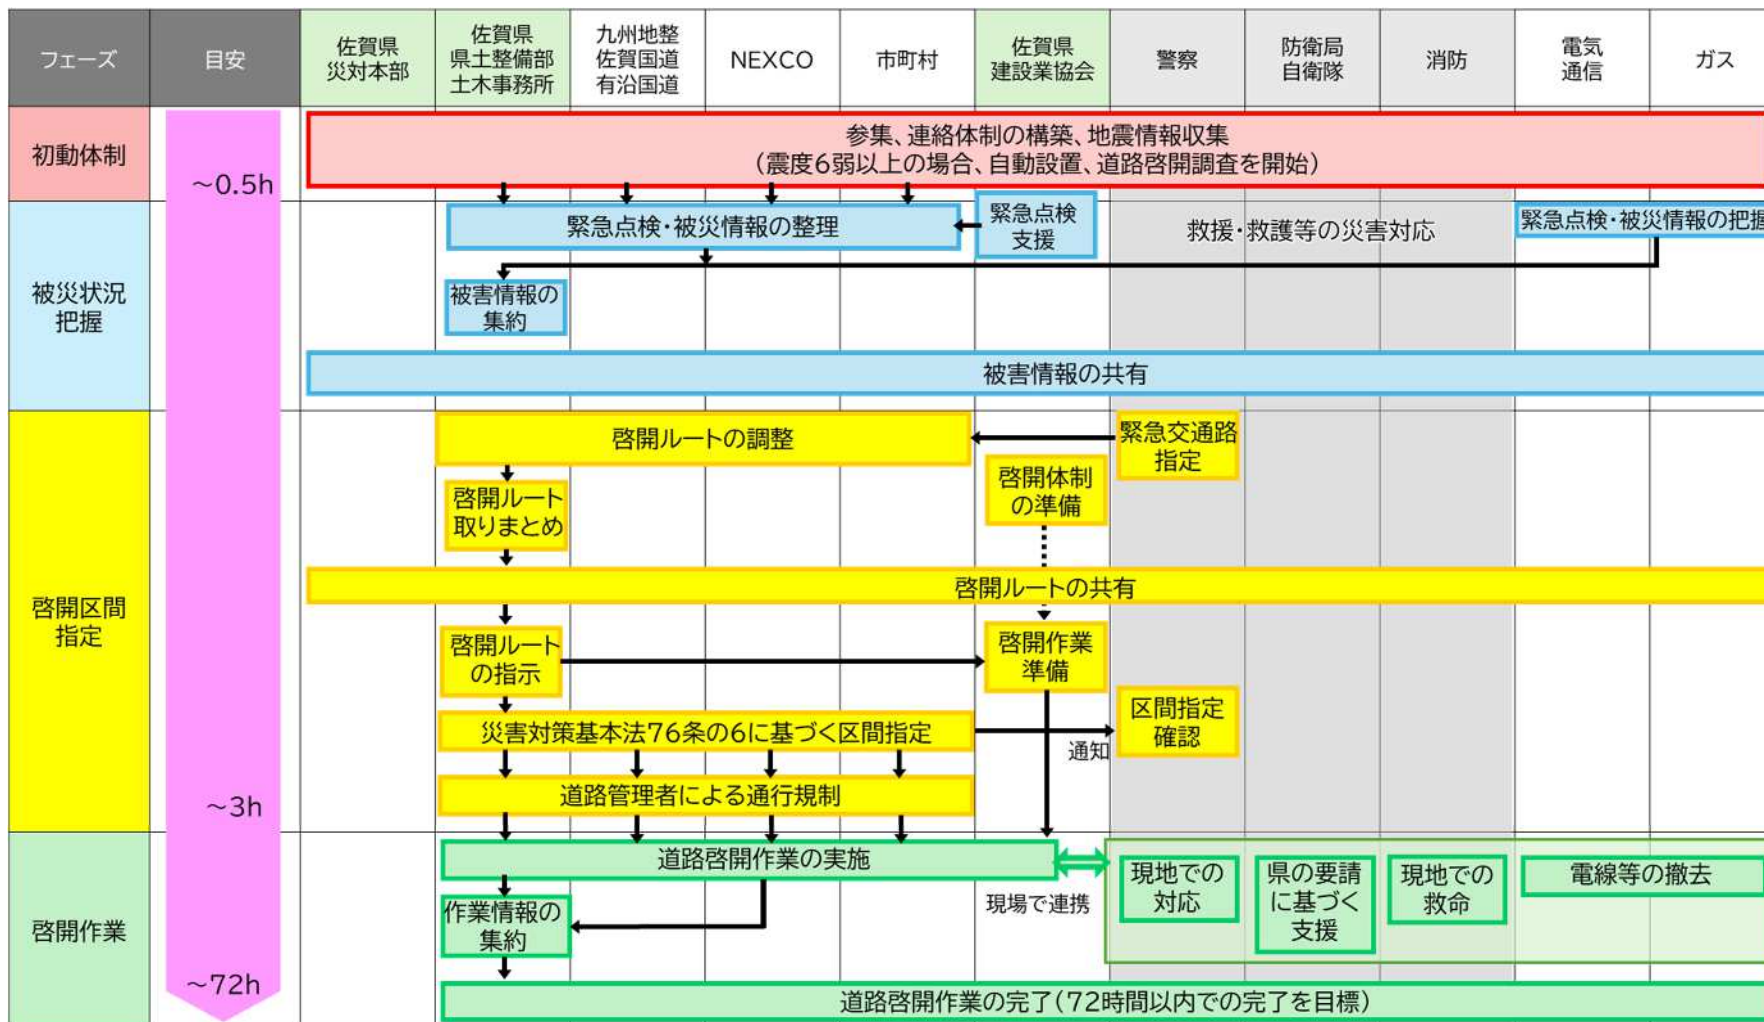 フェーズ
目安
佐賀県
災対本部
佐賀県
県土整備部
土木事務所
九州地整
佐賀国道
有沿国道
NEXCO
市町村
佐賀県
建設業協会
警察
防衛局
自衛隊
消防
電気
通信
ガス
初動体制
～0.5h
参集、連絡体制の構築、地震情報収集
（震度6弱以上の場合、自動設置、道路啓開調査を開始）
被災状況
把握
緊急点検・被災情報の整理
緊急点検
支援
救援・救護等の災害対応
緊急点検・被災情報の把握
被害情報の
集約
被害情報の共有
啓開区間
指定
啓開ルートの調整
緊急交通路
指定
啓開体制
の準備
啓開ルート
取りまとめ
啓開ルートの共有
啓開ルート
の指示
啓開作業
準備
災害対策基本法76条の6に基づく区間指定
通知
区間指定
確認
～3h
道路管理者による通行規制
啓開作業
道路啓開作業の実施
現場で連携
現地での
対応
県の要請
に基づく
支援
現地での
救命
電線等の撤去
作業情報の
集約
～72h
道路啓開作業の完了（72時間以内での完了を目標）